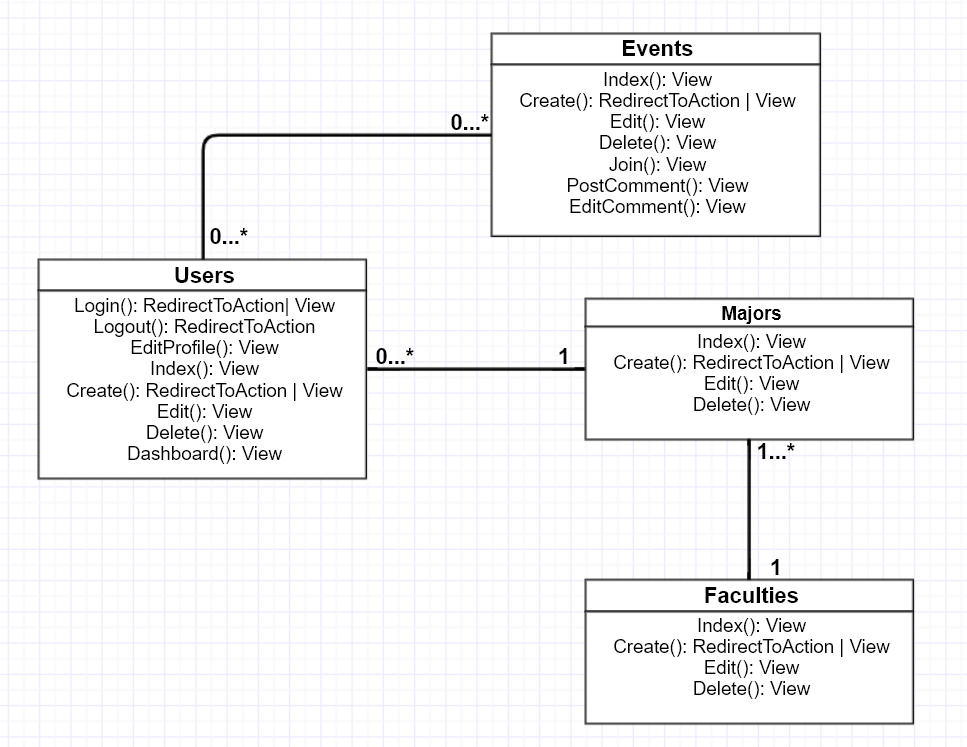 Events
Index(): View
Create(): RedirectToAction | View
Edit(): View
Delete(): View
Join(): View
PostComment(): View
EditComment(): View
0...*
0...*
Users
Login(): RedirectToAction| View
Logout(): RedirectToAction
EditProfile(): View
Index(): View
Create(): RedirectToAction | View
Edit(): View
Delete(): View
Dashboard(): View
0...*
1
Majors
Index(): View
Create(): RedirectToAction | View
Edit(): View
Delete(): View
1...*
1
Faculties
Index(): View
Create(): RedirectToAction | View
Edit(): View
Delete(): View